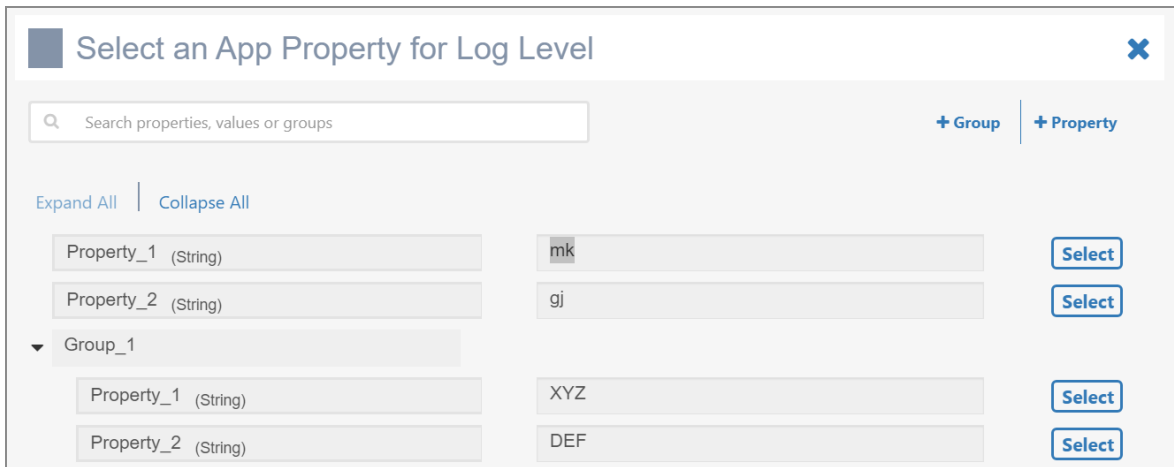 Select an App Property for Log Level
Search properties, values or groups
+ Group + Property
Expand All Collapse All
Property_1 (String) mk Select
Property_2 (String) gj Select
Group_1
Property_1 (String) XYZ Select
Property_2 (String) DEF Select